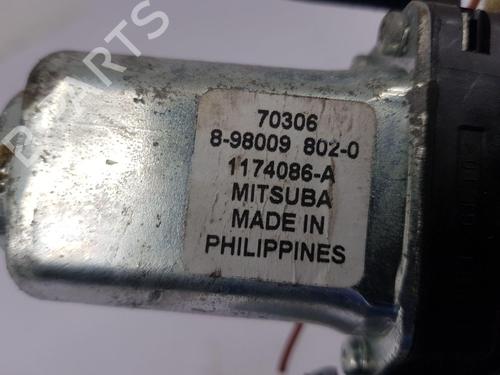 70306
8-98009 802-0
1174086-A
MITSUBA
MADE IN
PHILIPPINES